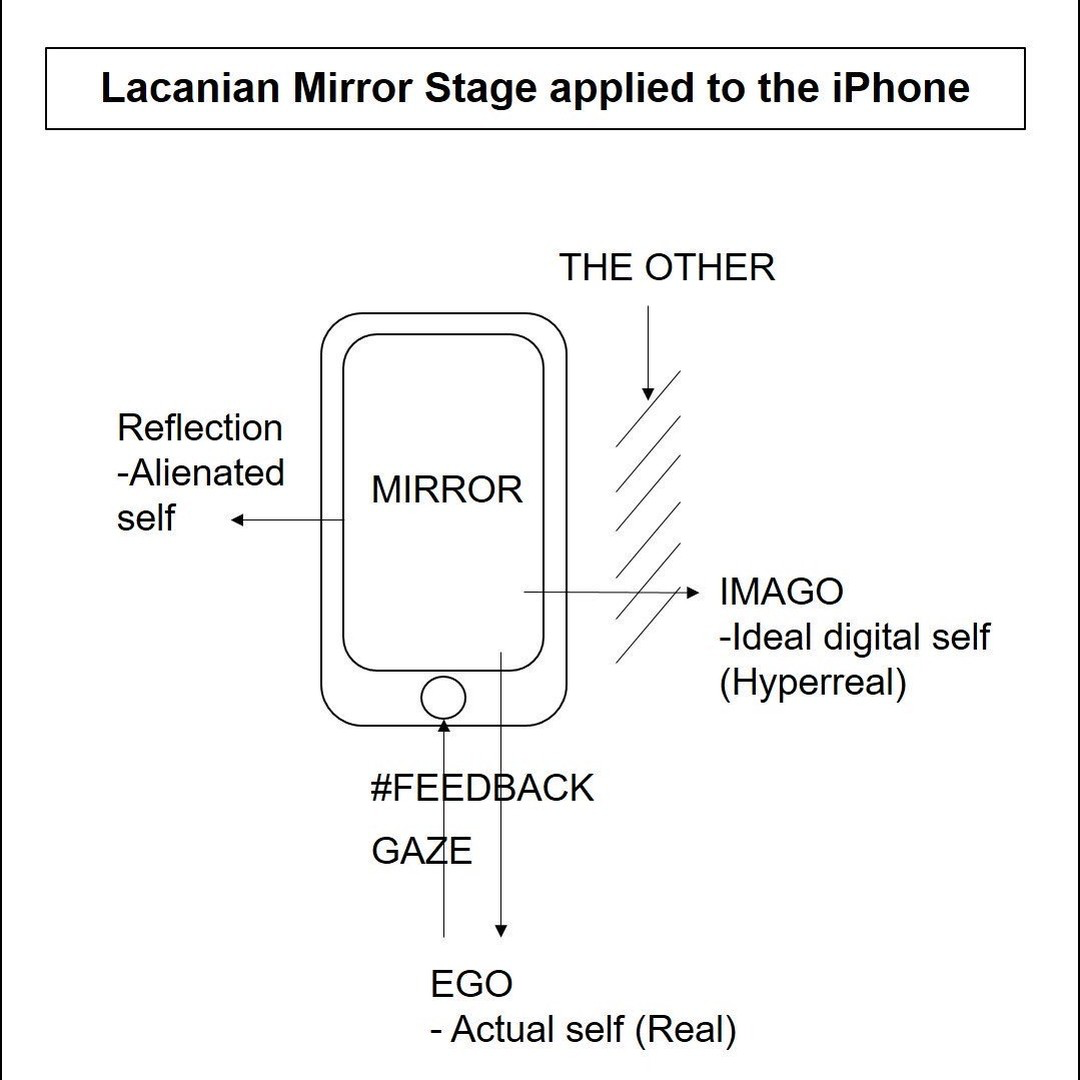 Lacanian Mirror Stage applied to the iPhone
THE OTHER
Reflection
-Alienated
self
MIRROR
IMAGO
-Ideal digital self
(Hyperreal)
#FEEDBACK
GAZE
EGO
- Actual self (Real)